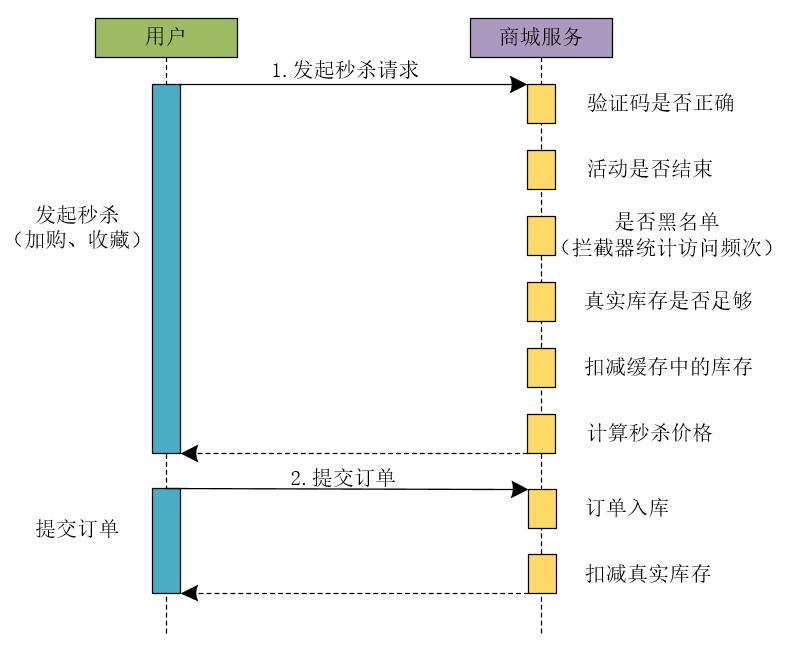 用户
商城服务
1.发起秒杀请求
验证码是否正确
活动是否结束
发起秒杀
（加购、收藏）
是否黑名单
（拦截器统计访问频次）
真实库存是否足够
扣减缓存中的库存
计算秒杀价格
2.提交订单
订单入库
提交订单
扣减真实库存